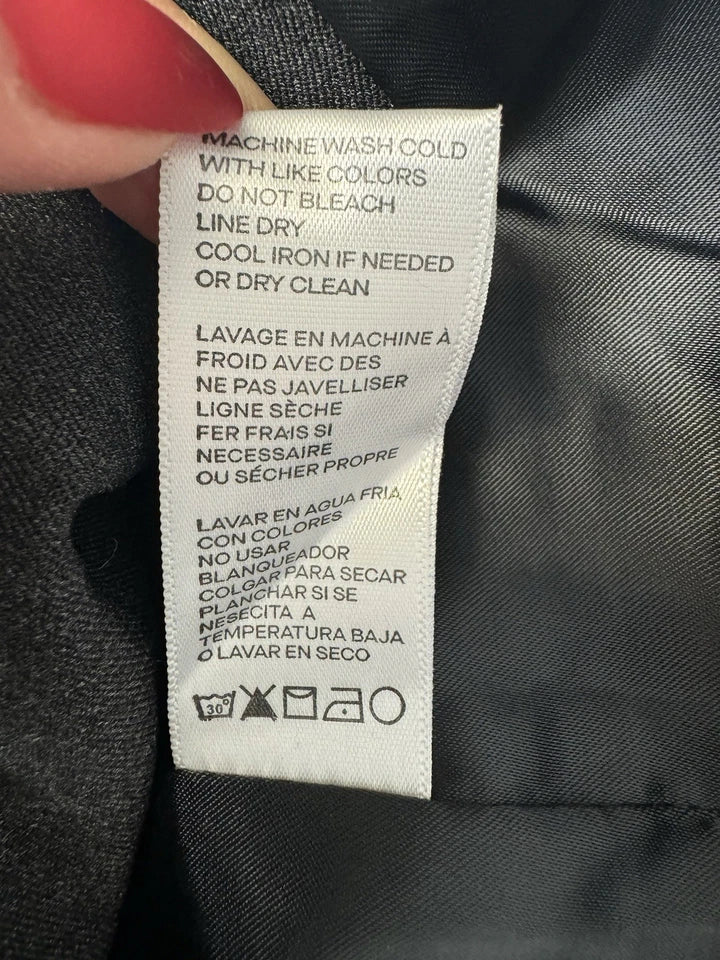 MACHINE WASH COLD
WITH LIKE COLORS
DO NOT BLEACH
LINE DRY
COOL IRON IF NEEDED
OR DRY CLEAN
LAVAGE EN MACHINE À
FROID AVEC DES
NE PAS JAVELLISER
LIGNE SÈCHE
FER FRAIS SI
NECESSAIRE
OU SÉCHER PROPRE
LAVAR EN AGUA FRIA
CON COLORES
NO USAR
BLANQUEADOR
COLGAR PARA SECAR
PLANCHAR SI SE
NESECITA A
TEMPERATURA BAJA
O LAVAR EN SECO
30°